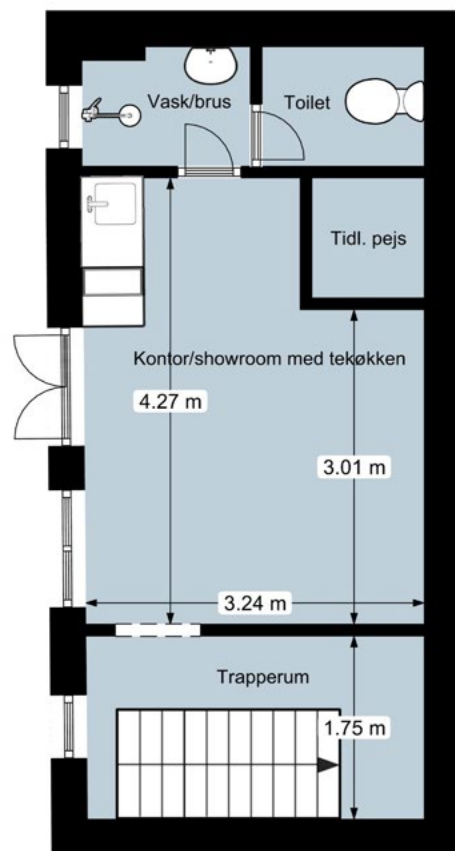 Vask/brus
Toilet
Tidl. pejs
Kontor/showroom med tekøkken
4.27 m
3.01 m
3.24 m
Trapperum
1.75 m